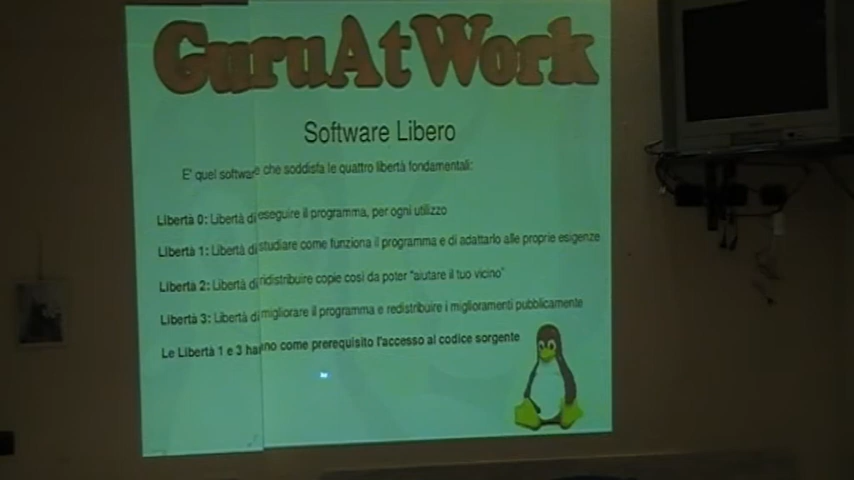 GuruAtWork
Software Libero
E' quel software che soddisfa le quattro libertà fondamentali:
Libertà 0: Libertà di eseguire il programma, per ogni utilizzo
Libertà 1: Libertà di studiare come funziona il programma e di adattarlo alle proprie esigenze
Libertà 2: Libertà di ridistribuire copie così da poter "aiutare il tuo vicino"
Libertà 3: Libertà di migliorare il programma e redistribuire i miglioramenti pubblicamente
Le Libertà 1 e 3 hanno come prerequisito l'accesso al codice sorgente